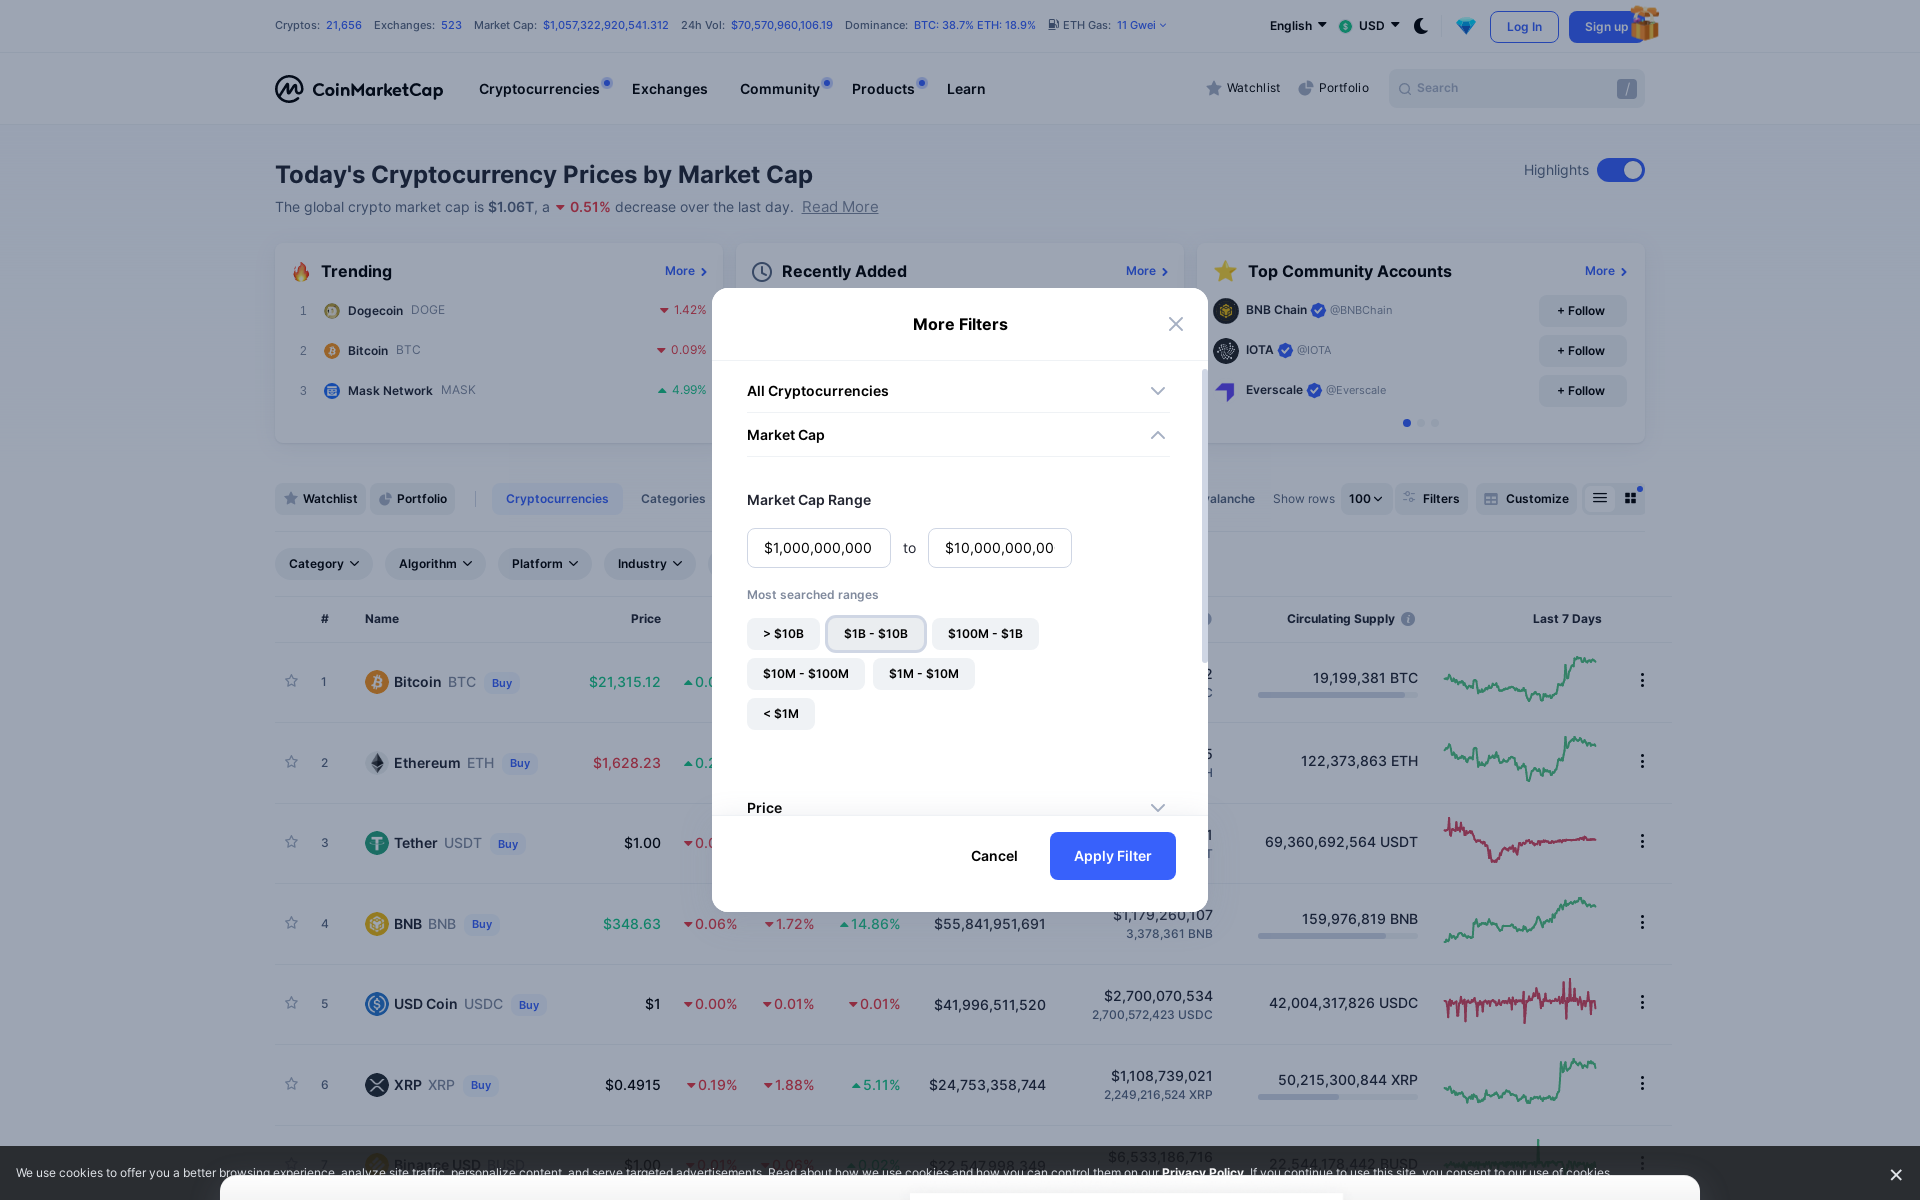 Cryptos: 21,656 Exchanges: 523 Market Cap: $1,057,322,920,541.312 24h Vol: $70,570,960,106.19 Dominance: BTC: 38.7% ETH: 18.9% ETH Gas: 11 Gwei English USD Log In Sign up
CoinMarketCap Cryptocurrencies Exchanges Community Products Learn Watchlist Portfolio Search /
Today's Cryptocurrency Prices by Market Cap Highlights
The global crypto market cap is $1.06T, a 0.51% decrease over the last day. Read More
Trending More Recently Added More Top Community Accounts More
1 Dogecoin DOGE 1.42% BNB Chain @BNBChain + Follow
2 Bitcoin BTC 0.09% IOTA @IOTA + Follow
3 Mask Network MASK 4.99% Everscale @Everscale + Follow
More Filters
All Cryptocurrencies
Market Cap
Market Cap Range
$1,000,000,000 to $10,000,000,00
Most searched ranges
> $10B $1B - $10B $100M - $1B
$10M - $100M $1M - $10M
< $1M
Price
Cancel Apply Filter
Watchlist Portfolio Cryptocurrencies Categories valanche Show rows 100 Filters Customize
Category Algorithm Platform Industry
# Name Price Circulating Supply Last 7 Days
1 Bitcoin BTC Buy $21,315.12 19,199,381 BTC
2 Ethereum ETH Buy $1,628.23 122,373,863 ETH
3 Tether USDT Buy $1.00 69,360,692,564 USDT
4 BNB BNB Buy $348.63 0.06% 1.72% 14.86% $55,841,951,691 $1,179,260,107 159,976,819 BNB
3,378,361 BNB
5 USD Coin USDC Buy $1 0.00% 0.01% 0.01% $41,996,511,520 $2,700,070,534 42,004,317,826 USDC
2,700,572,423 USDC
6 XRP XRP Buy $0.4915 0.19% 1.88% 5.11% $24,753,358,744 $1,108,739,021 50,215,300,844 XRP
2,249,216,524 XRP
7 Binance USD BUSD $1.00 $6,533,186,716 22,544,178,442 BUSD
We use cookies to offer you a better browsing experience, analyze site traffic, personalize content, and serve targeted advertisements. Read about how we use cookies and how you can control them on our Privacy Policy. If you continue to use this site, you consent to our use of cookies.